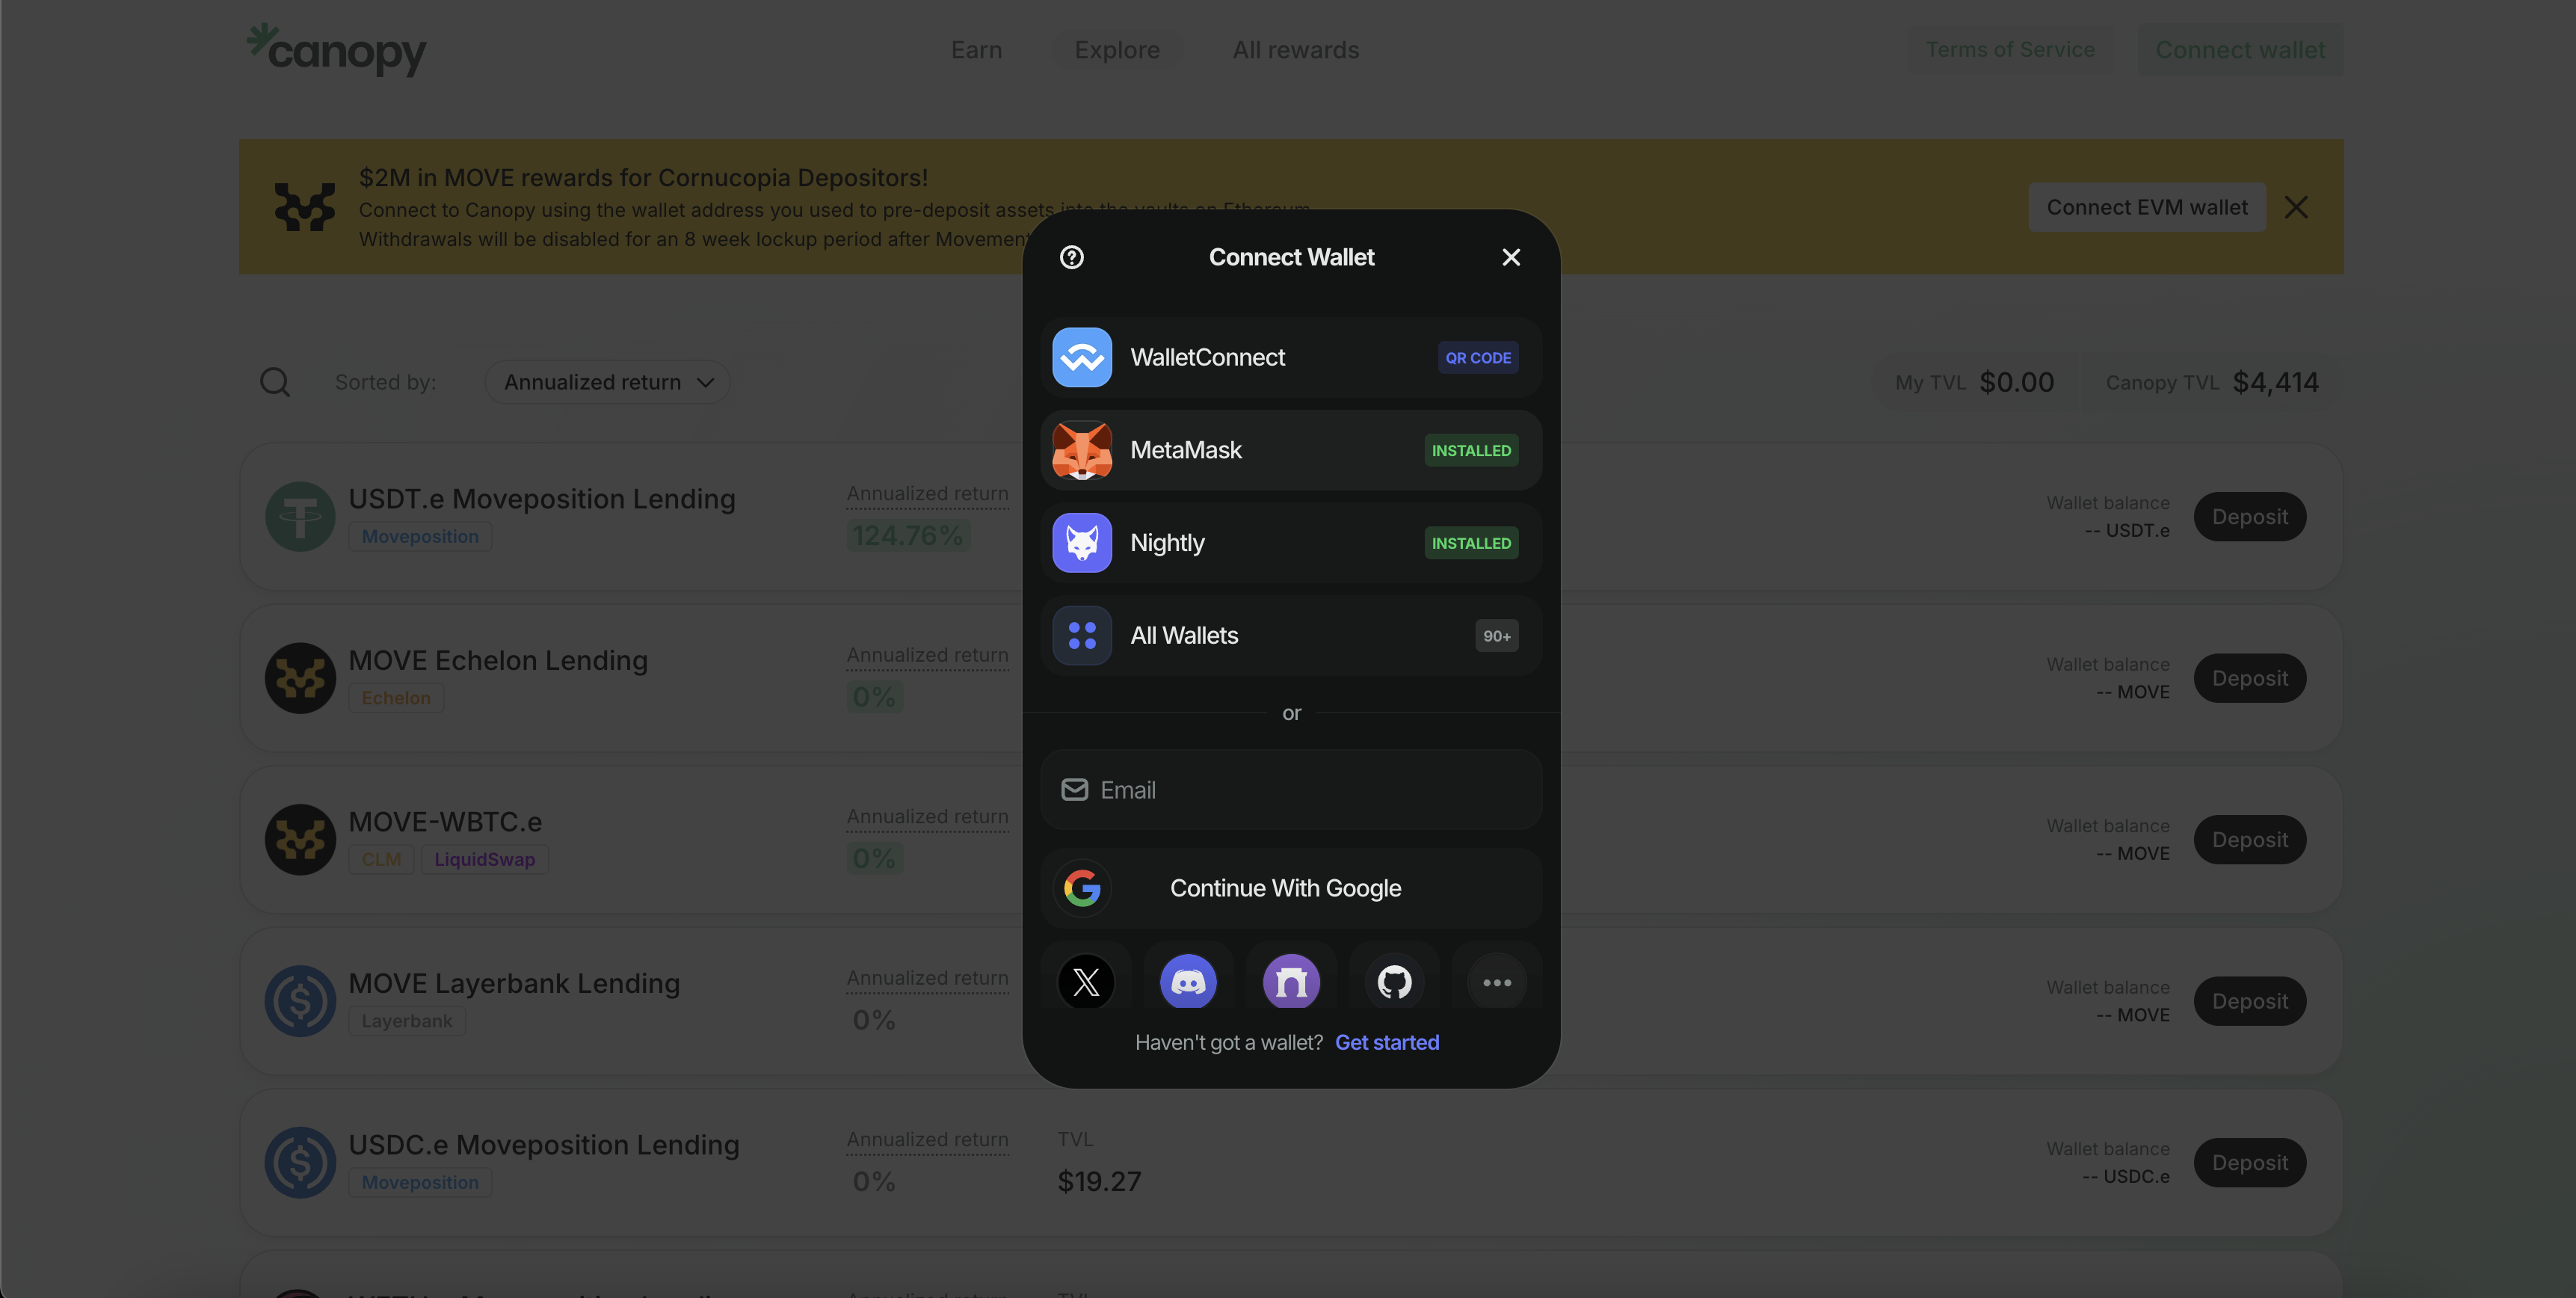 canopy
Earn
Explore
All rewards
Terms of Service
Connect wallet
$2M in MOVE rewards for Cornucopia Depositors!
Connect to Canopy using the wallet address you used to pre-deposit assets into the vaults on Ethereum.
Withdrawals will be disabled for an 8 week lockup period after Movement
Connect EVM wallet
Sorted by:
Annualized return
My TVL $0.00
Canopy TVL $4,414
USDT.e Moveposition Lending
Moveposition
Annualized return
124.76%
Wallet balance
-- USDT.e
Deposit
MOVE Echelon Lending
Echelon
Annualized return
0%
Wallet balance
-- MOVE
Deposit
MOVE-WBTC.e
CLM
LiquidSwap
Annualized return
0%
Wallet balance
-- MOVE
Deposit
MOVE Layerbank Lending
Layerbank
Annualized return
0%
Wallet balance
-- MOVE
Deposit
USDC.e Moveposition Lending
Moveposition
Annualized return
0%
TVL
$19.27
Wallet balance
-- USDC.e
Deposit
Connect Wallet
WalletConnect
QR CODE
MetaMask
INSTALLED
Nightly
INSTALLED
All Wallets
90+
or
Email
Continue With Google
Haven't got a wallet? Get started